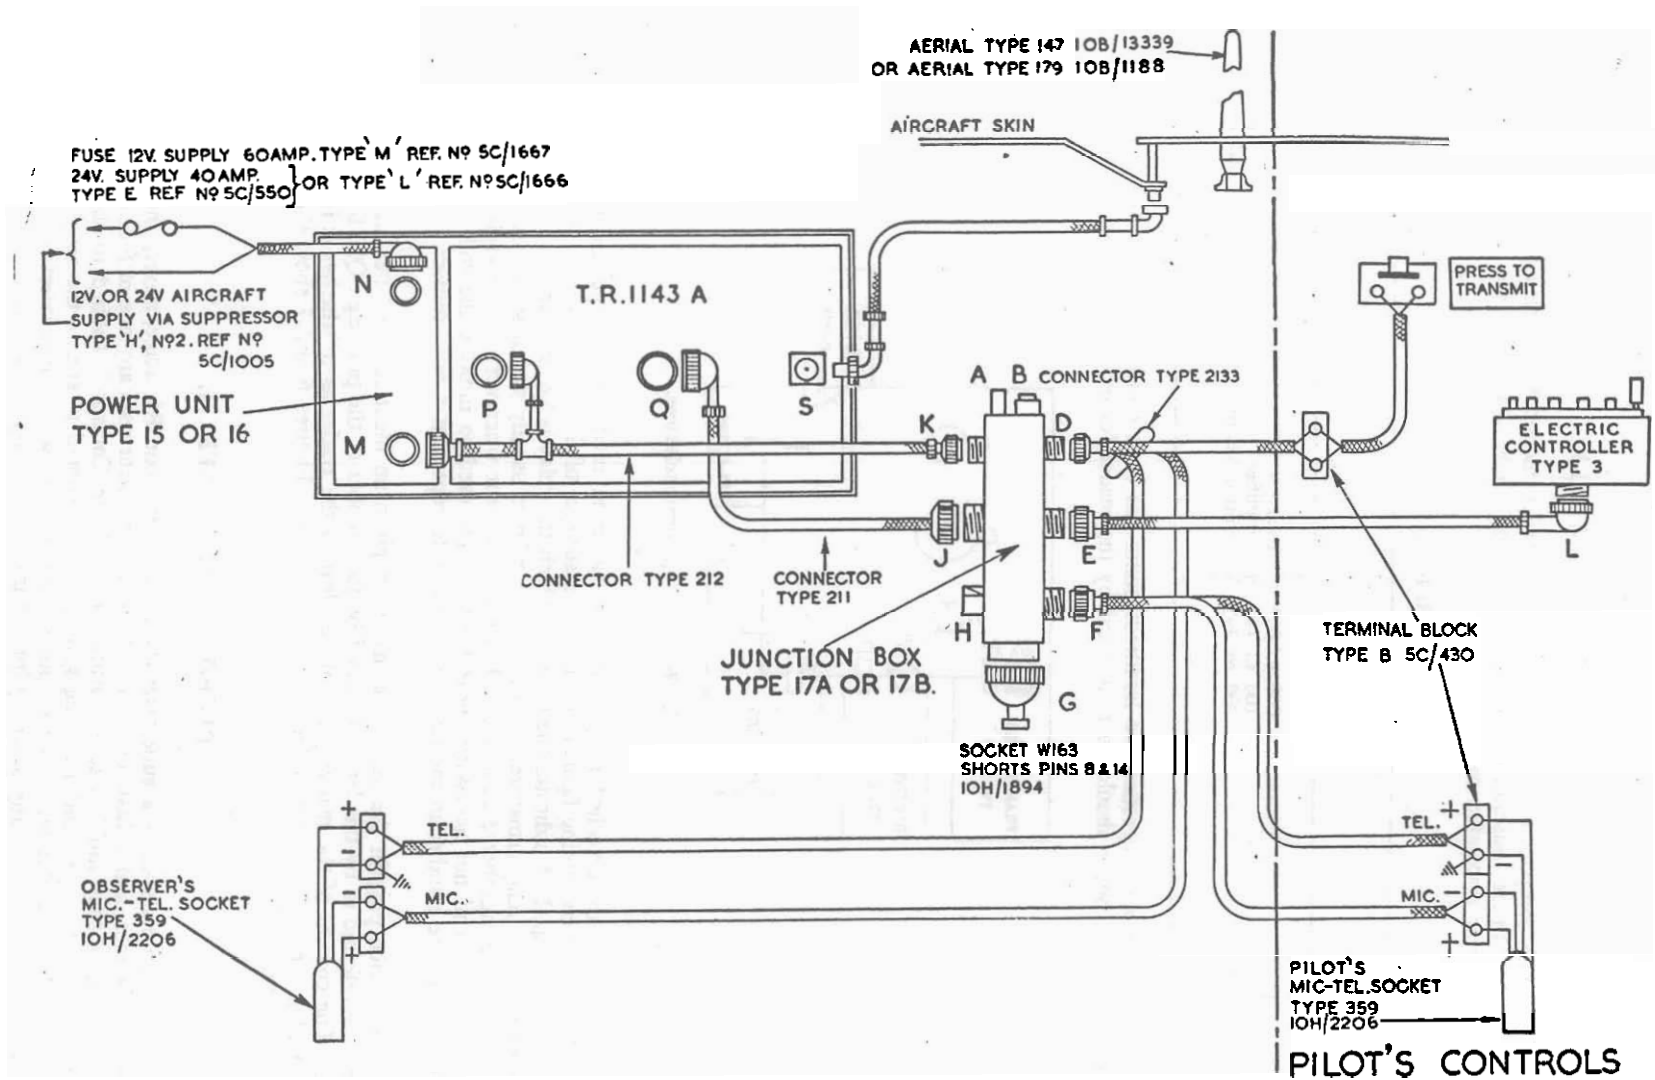 AERIAL TYPE 147 10B/13339
OR AERIAL TYPE 179 10B/1188
AIRCRAFT SKIN
FUSE 12V. SUPPLY 60AMP. TYPE 'M' REF. Nº 5C/1667
24V. SUPPLY 40AMP.
TYPE E REF Nº 5C/550
OR TYPE 'L' REF. Nº 5C/1666
12V. OR 24V AIRCRAFT
SUPPLY VIA SUPPRESSOR
TYPE 'H', Nº2. REF Nº
5C/1005
POWER UNIT
TYPE 15 OR 16
N
M
T.R.1143 A
P
Q
S
A
B
CONNECTOR TYPE 2133
K
D
PRESS TO
TRANSMIT
ELECTRIC
CONTROLLER
TYPE 3
J
E
L
CONNECTOR TYPE 212
CONNECTOR
TYPE 211
H
F
JUNCTION BOX
TYPE 17A OR 17B.
G
TERMINAL BLOCK
TYPE B 5C/430
SOCKET W163
SHORTS PINS 8 & 14
10H/1894
+
TEL.
-
-
MIC.
+
OBSERVER'S
MIC.-TEL. SOCKET
TYPE 359
10H/2206
+
TEL.
-
MIC.
-
+
PILOT'S
MIC-TEL. SOCKET
TYPE 359
10H/2206
PILOT'S CONTROLS